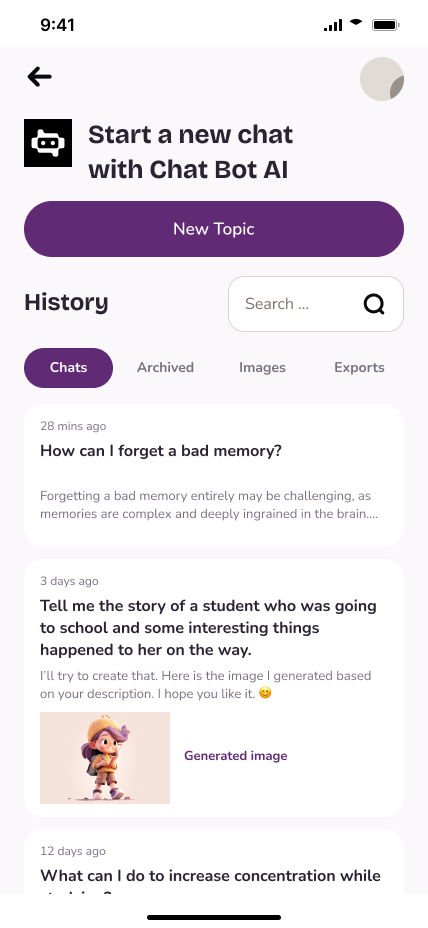 9:41
Start a new chat
with Chat Bot AI
New Topic
History
Search ...
Chats
Archived
Images
Exports
28 mins ago
How can I forget a bad memory?
Forgetting a bad memory entirely may be challenging, as
memories are complex and deeply ingrained in the brain....
3 days ago
Tell me the story of a student who was going
to school and some interesting things
happened to her on the way.
I'll try to create that. Here is the image I generated based
on your description. I hope you like it. 😊
Generated image
12 days ago
What can I do to increase concentration while